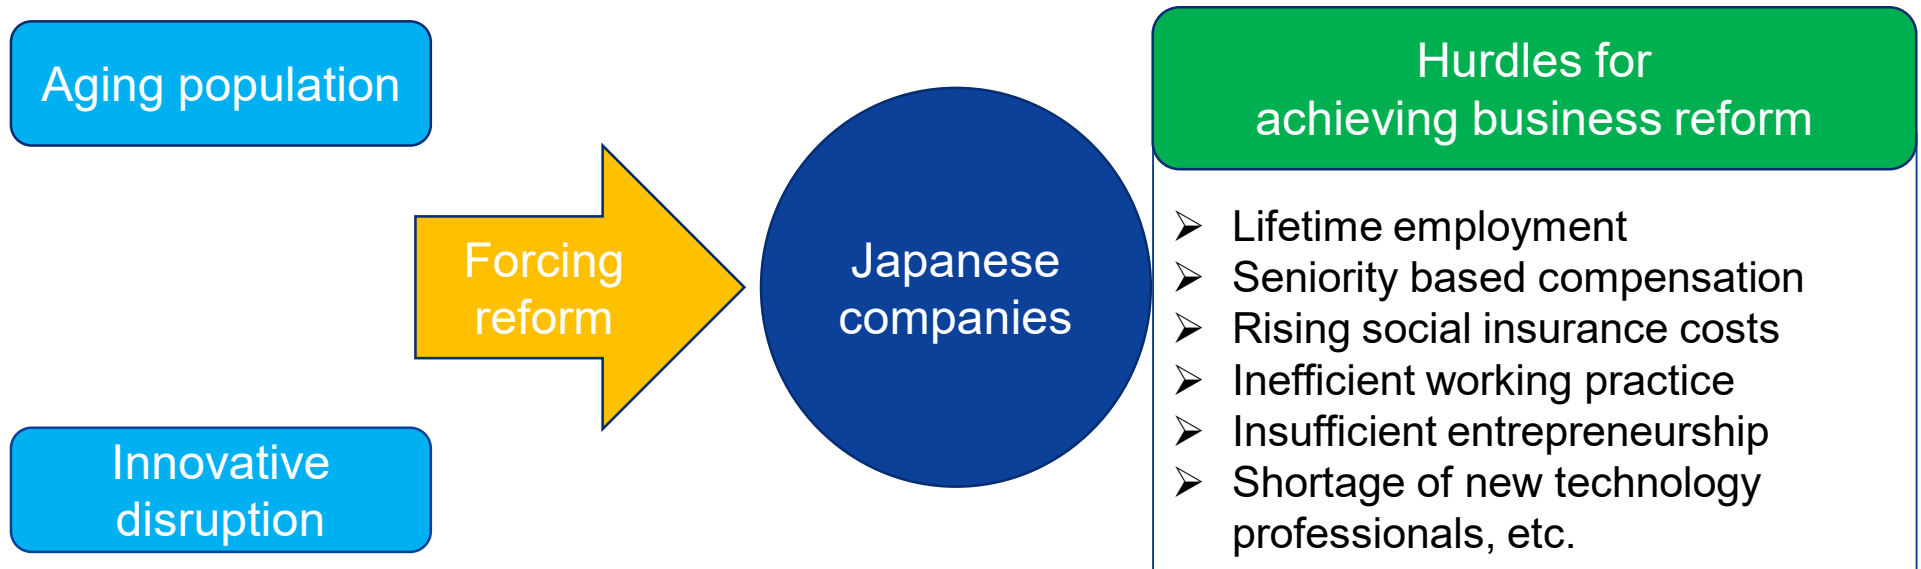 Aging population
Innovative
disruption
Forcing
reform
Japanese
companies
Hurdles for
achieving business reform
➢ Lifetime employment
➢ Seniority based compensation
➢ Rising social insurance costs
➢ Inefficient working practice
➢ Insufficient entrepreneurship
➢ Shortage of new technology
professionals, etc.